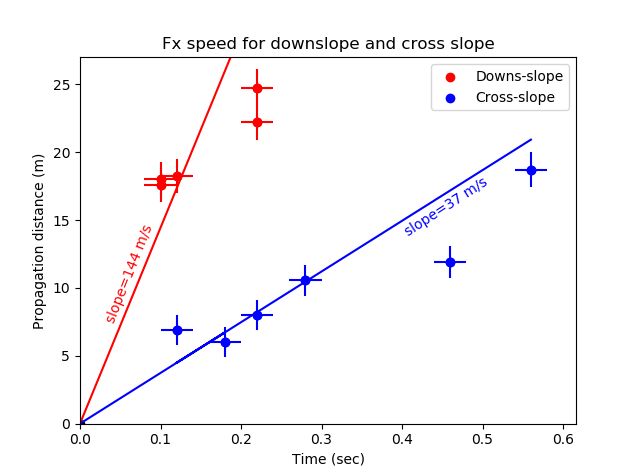 Fx speed for downslope and cross slope
Downs-slope
Cross-slope
slope=144 m/s
slope=37 m/s
Propagation distance (m)
25
20
15
10
5
0
0.0 0.1 0.2 0.3 0.4 0.5 0.6
Time (sec)